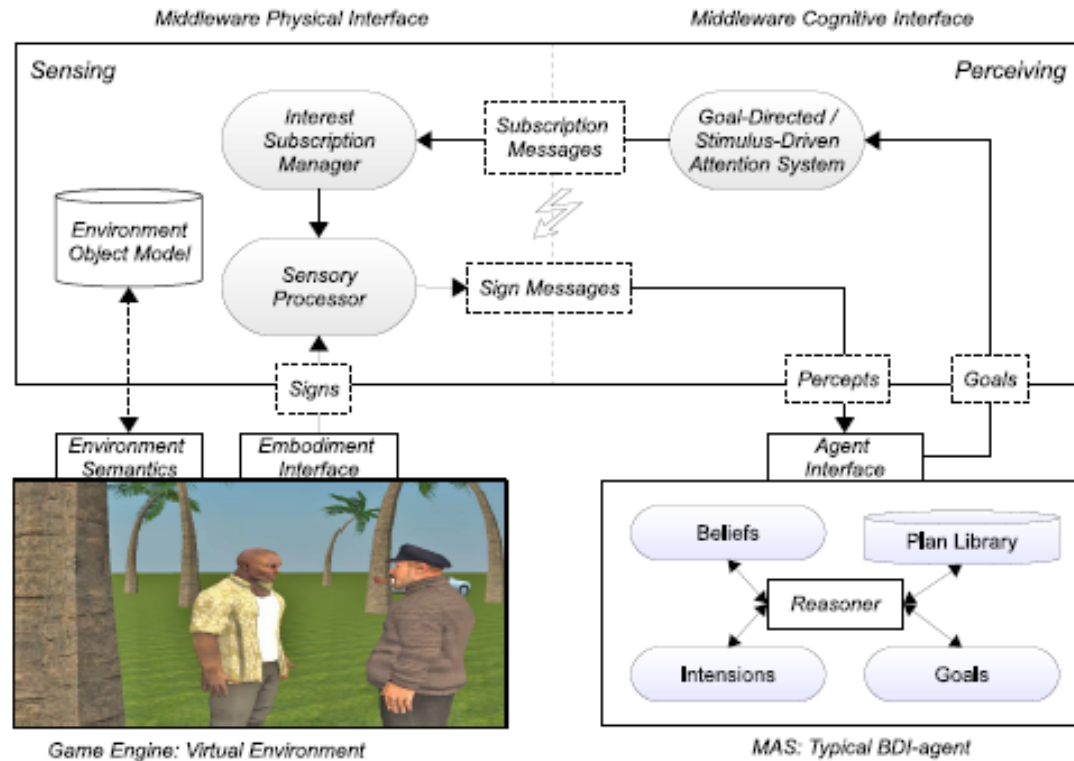 Middleware Physical Interface
Middleware Cognitive Interface
Sensing
Perceiving
Interest
Subscription
Manager
Subscription
Messages
Goal-Directed /
Stimulus-Driven
Attention System
Environment
Object Model
Sensory
Processor
Sign Messages
Signs
Percepts
Goals
Environment
Semantics
Embodiment
Interface
Agent
Interface
Beliefs
Plan Library
Reasoner
Intensions
Goals
Game Engine: Virtual Environment
MAS: Typical BDI-agent